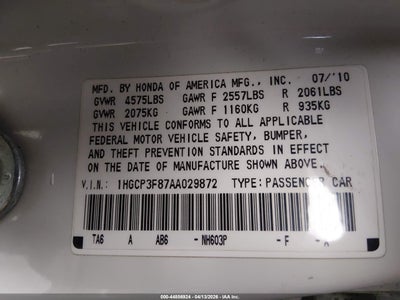 MFD. BY HONDA OF AMERICA MFG., INC. 07/'10
GVWR 4575LBS GAWR F 2557LBS R 2061LBS
GVWR 2075KG GAWR F 1160KG R 935KG
THIS VEHICLE CONFORMS TO ALL APPLICABLE
FEDERAL MOTOR VEHICLE SAFETY, BUMPER,
AND THEFT PREVENTION STANDARDS IN EFFECT
ON THE DATE OF MANUFACTURE SHOWN ABOVE.
V.I.N.: 1HGCP3F87AA029872 TYPE:PASSENGER CAR
TA6 A AB6 -NH603P -F -A
000-44898924 | 04/13/2026 | IAA Inc.